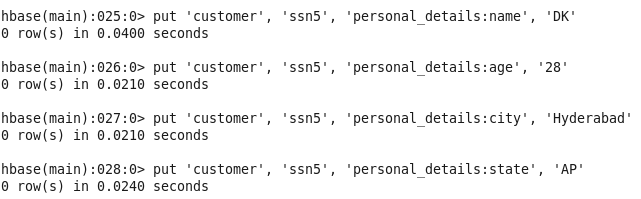 hbase(main):025:0> put 'customer', 'ssn5', 'personal_details:name', 'DK'
0 row(s) in 0.0400 seconds
hbase(main):026:0> put 'customer', 'ssn5', 'personal_details:age', '28'
0 row(s) in 0.0210 seconds
hbase(main):027:0> put 'customer', 'ssn5', 'personal_details:city', 'Hyderabad'
0 row(s) in 0.0210 seconds
hbase(main):028:0> put 'customer', 'ssn5', 'personal_details:state', 'AP'
0 row(s) in 0.0240 seconds